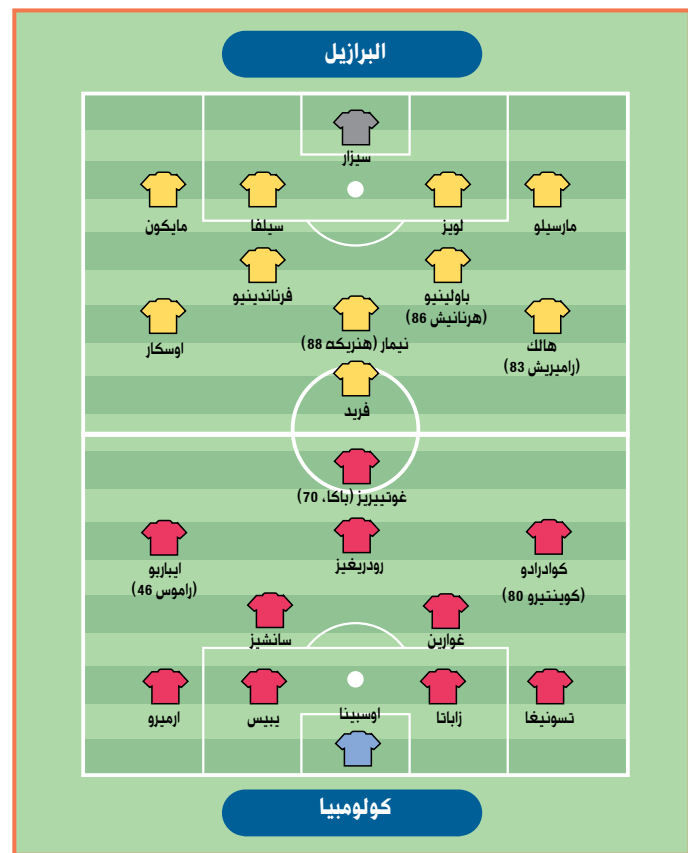 البرازيل
سيزار
مارسيلو
لويز
سيلفا
مايكون
باولينيو
(هرنانيش 86)
فرناندينيو
هالك
(راميريش 83)
نيمار (هنريكه 88)
اوسكار
فريد
غوتييريز (باكا، 70)
كوادرادو
(كوينتيرو 80)
رودريغيز
ايباربو
(راموس 46)
غوارين
سانشيز
تسونيغا
زاباتا
اوسبينا
يبيس
ارميرو
كولومبيا